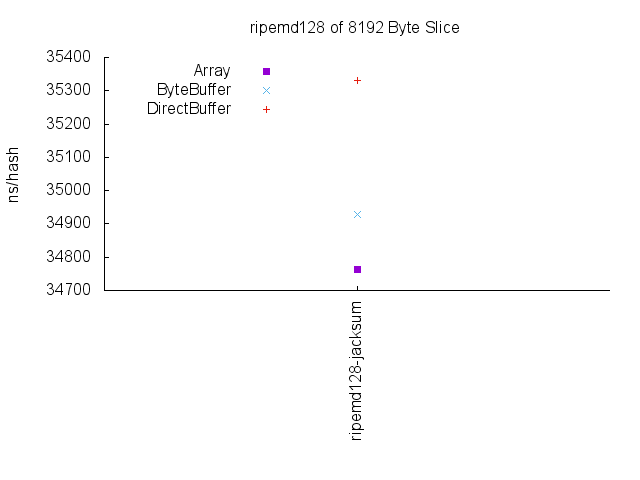 ripemd128 of 8192 Byte Slice
ns/hash
35400
35300
35200
35100
35000
34900
34800
34700
Array
ByteBuffer
DirectBuffer
ripemd128-jacksum